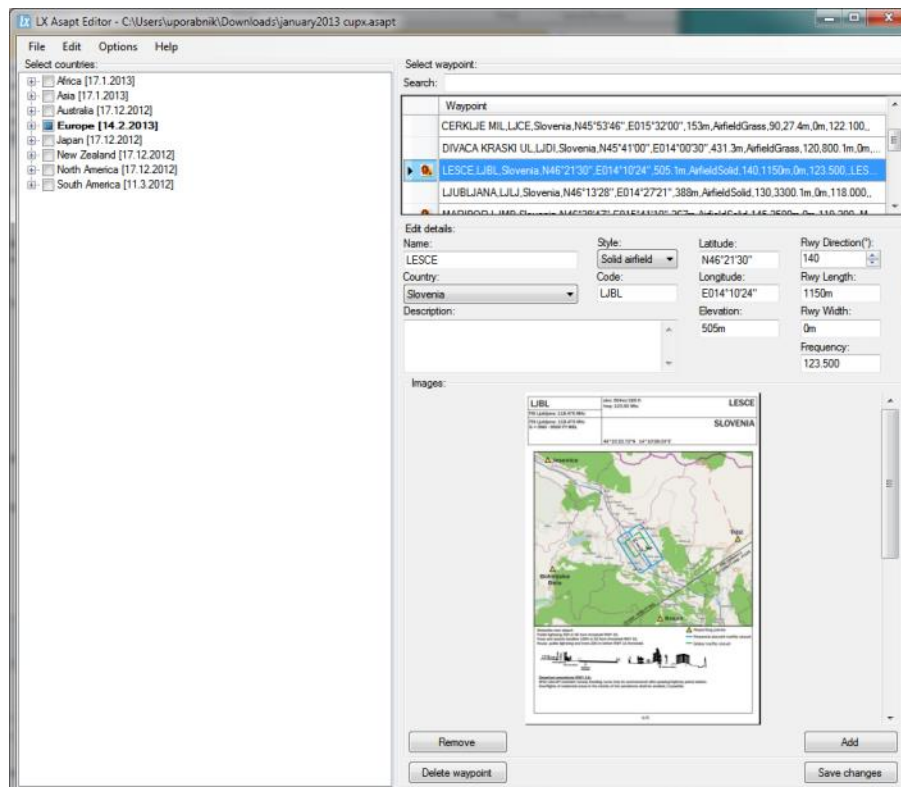 LX Asapt Editor - C:\Users\uporabnik\Downloads\january2013 cupx.asapt
File Edit Options Help
Select countries:
Africa [17.1.2013]
Asia [17.1.2013]
Australia [17.12.2012]
Europe [14.2.2013]
Japan [17.12.2012]
New Zealand [17.12.2012]
North America [17.12.2012]
South America [11.3.2012]
Select waypoint:
Search:
Waypoint
CERKLJE MIL,LJCE,Slovenia,N45°53'46",E015°32'00",153m,AirfieldGrass,90,27.4m,0m,122.100,,
DIVACA KRASKI UL,LJDI,Slovenia,N45°41'00",E014°00'30",431.3m,AirfieldGrass,120,800.1m,0m,...
LESCE,LJBL,Slovenia,N46°21'30",E014°10'24",505.1m,AirfieldSolid,140,1150m,0m,123.500,,LES...
LJUBLJANA,LJLJ,Slovenia,N46°13'28",E014°27'21",388m,AirfieldSolid,130,3300.1m,0m,118.000,,
Edit details:
Name: Style: Latitude: Rwy Direction(°):
LESCE Solid airfield N46°21'30" 140
Country: Code: Longitude: Rwy Length:
Slovenia LJBL E014°10'24" 1150m
Description: Elevation: Rwy Width:
505m 0m
Frequency:
123.500
Images:
LJBL LESCE
SLOVENIA
Remove Add
Delete waypoint Save changes